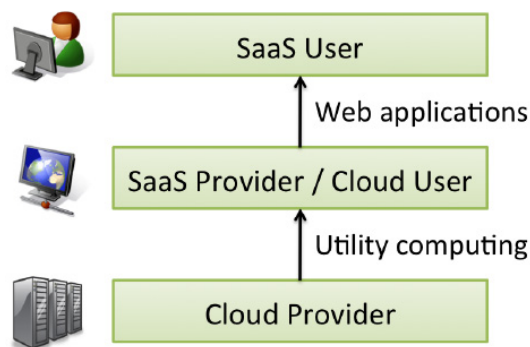 SaaS User
Web applications
SaaS Provider / Cloud User
Utility computing
Cloud Provider